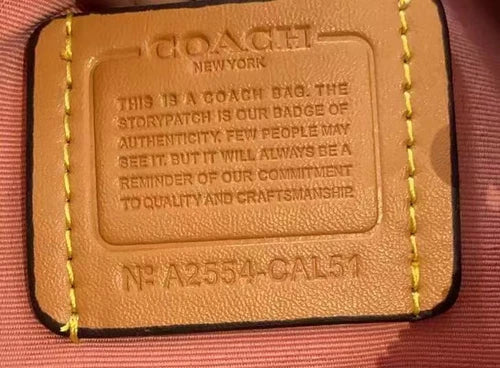 COACH
NEW YORK
THIS IS A COACH BAG. THE
STORYPATCH IS OUR BADGE OF
AUTHENTICITY. FEW PEOPLE MAY
SEE IT. BUT IT WILL ALWAYS BE A
REMINDER OF OUR COMMITMENT
TO QUALITY AND CRAFTSMANSHIP.
Nº A2554-CAL51